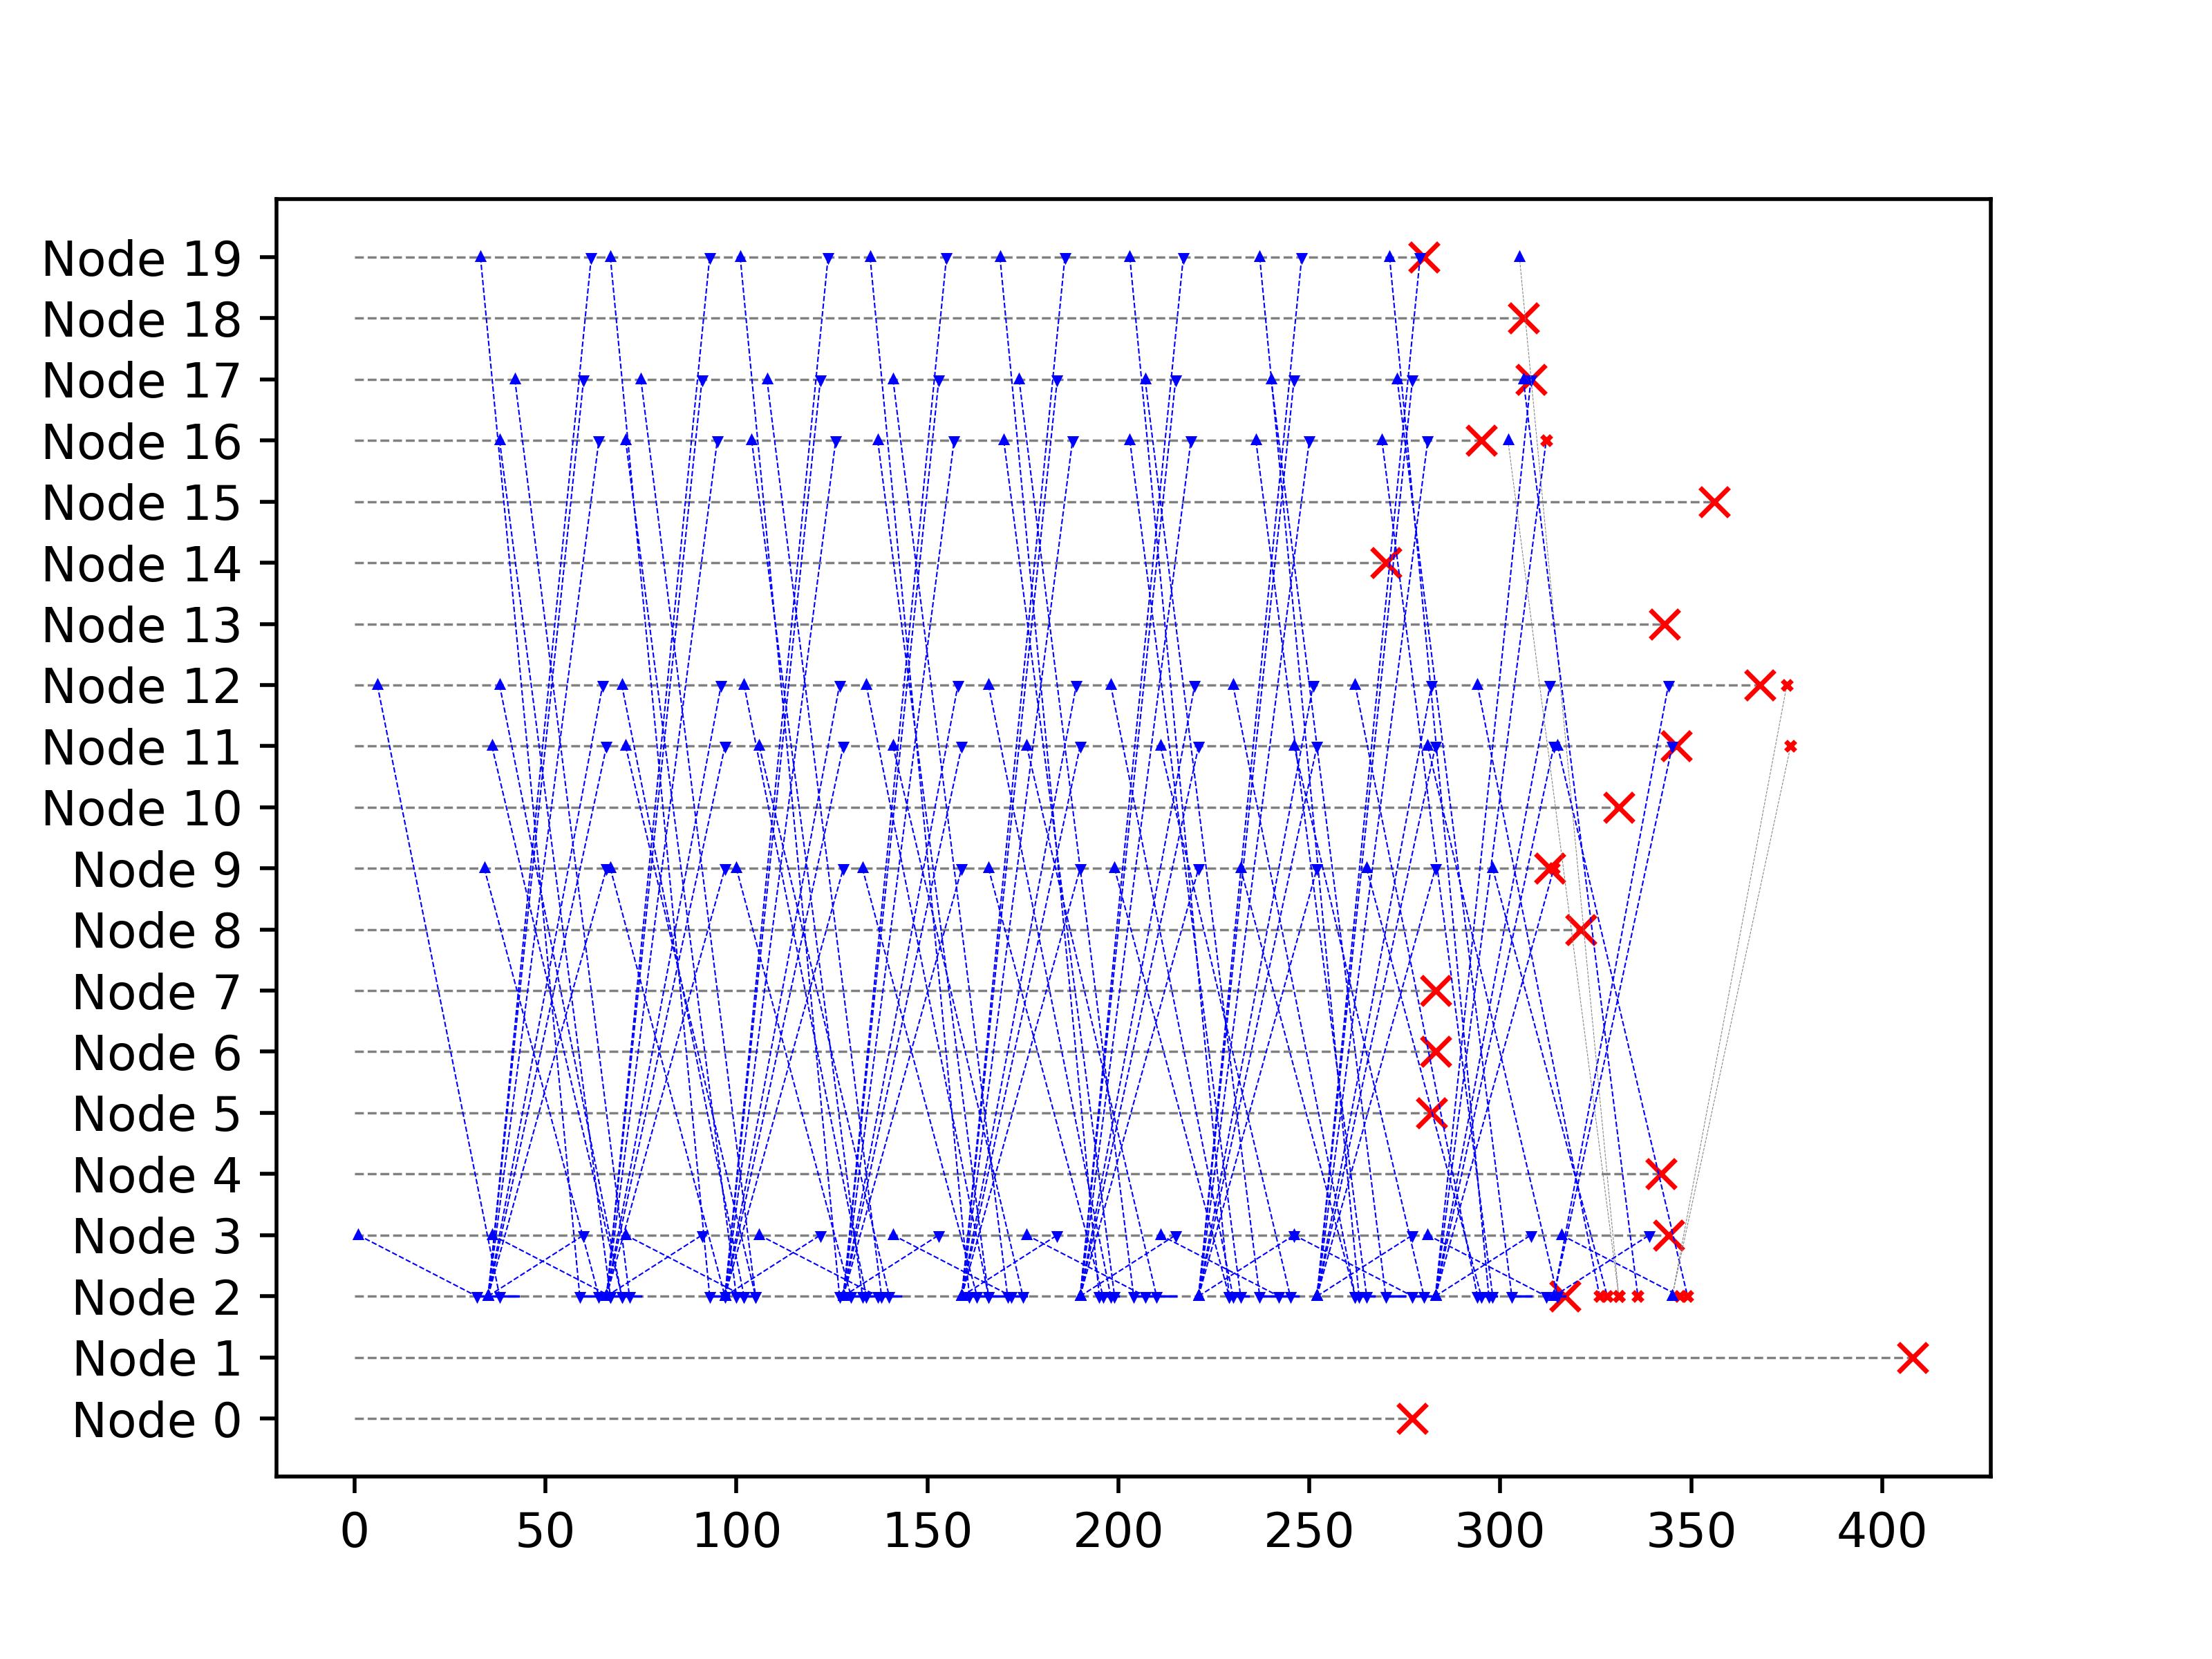 Node 19
Node 18
Node 17
Node 16
Node 15
Node 14
Node 13
Node 12
Node 11
Node 10
Node 9
Node 8
Node 7
Node 6
Node 5
Node 4
Node 3
Node 2
Node 1
Node 0
0 50 100 150 200 250 300 350 400